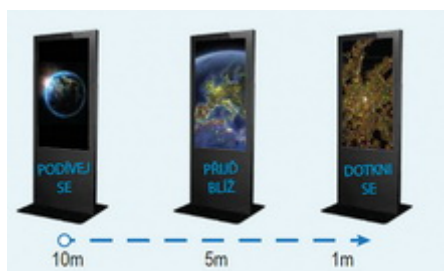 PODÍVEJ
SE
PŘIJĎ
BLÍŽ
DOTKNI
SE
10m
5m
1m